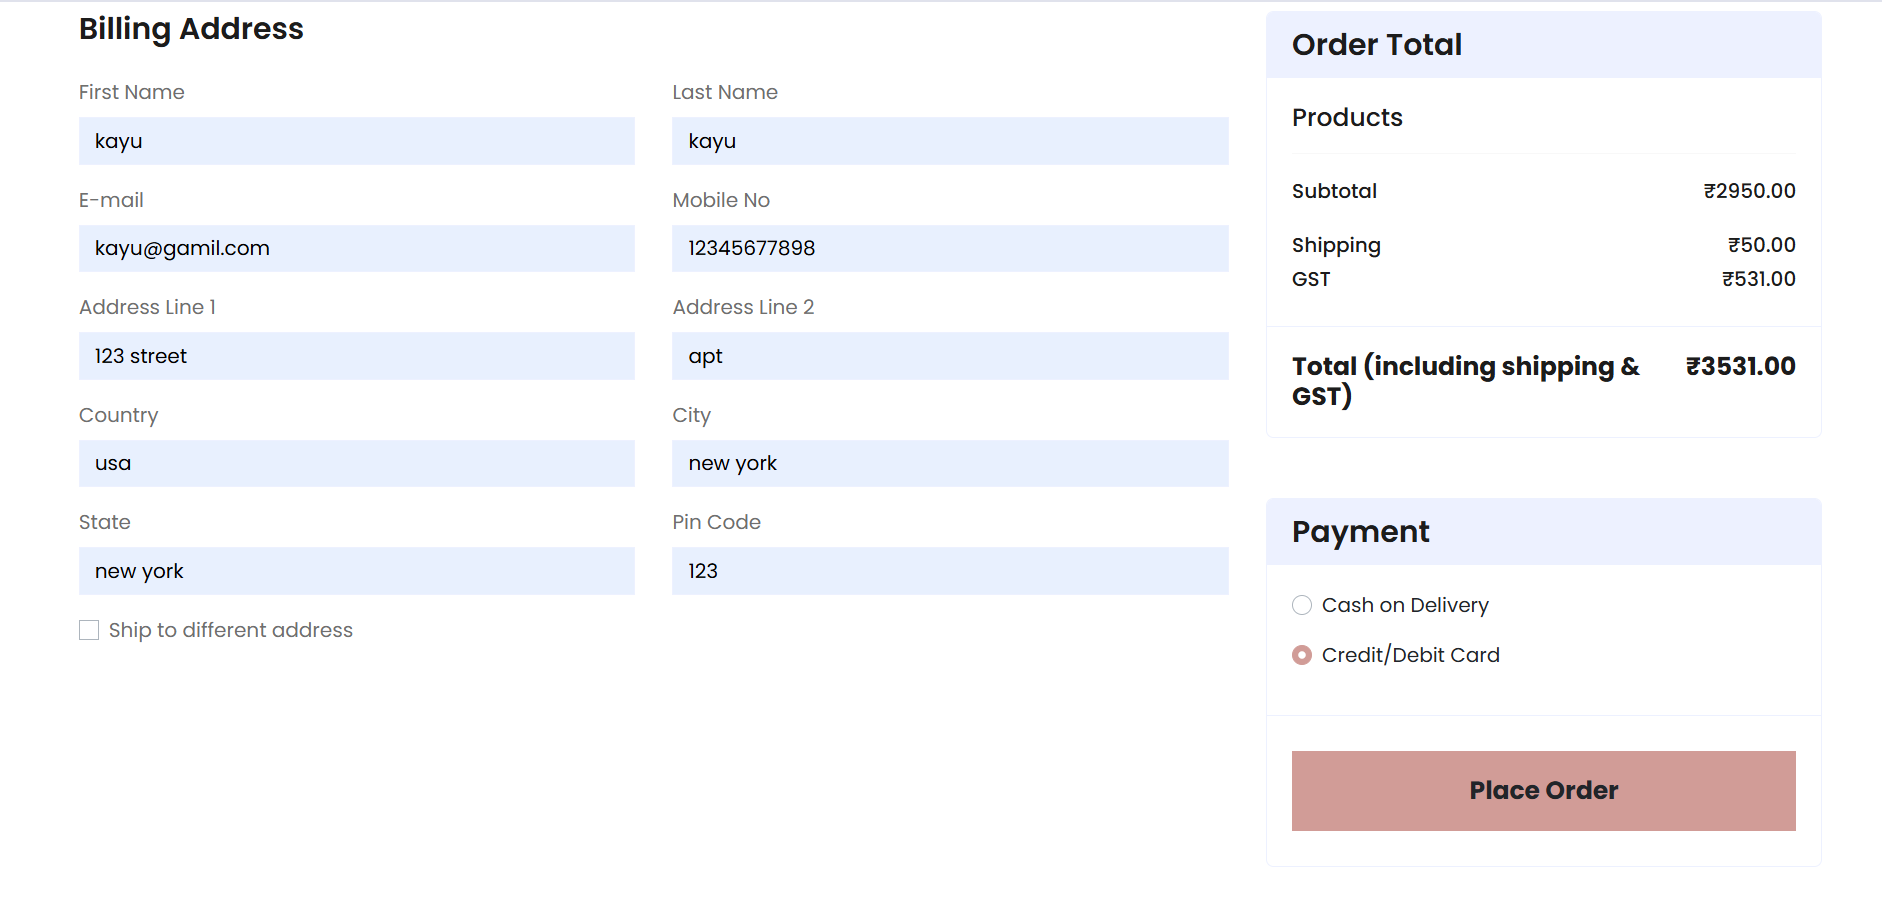 Billing Address
First Name
Last Name
kayu
kayu
E-mail
Mobile No
kayu@gamil.com
12345677898
Address Line 1
Address Line 2
123 street
apt
Country
City
usa
new york
State
Pin Code
new york
123
Ship to different address
Order Total
Products
Subtotal ₹2950.00
Shipping ₹50.00
GST ₹531.00
Total (including shipping & ₹3531.00
GST)
Payment
Cash on Delivery
Credit/Debit Card
Place Order